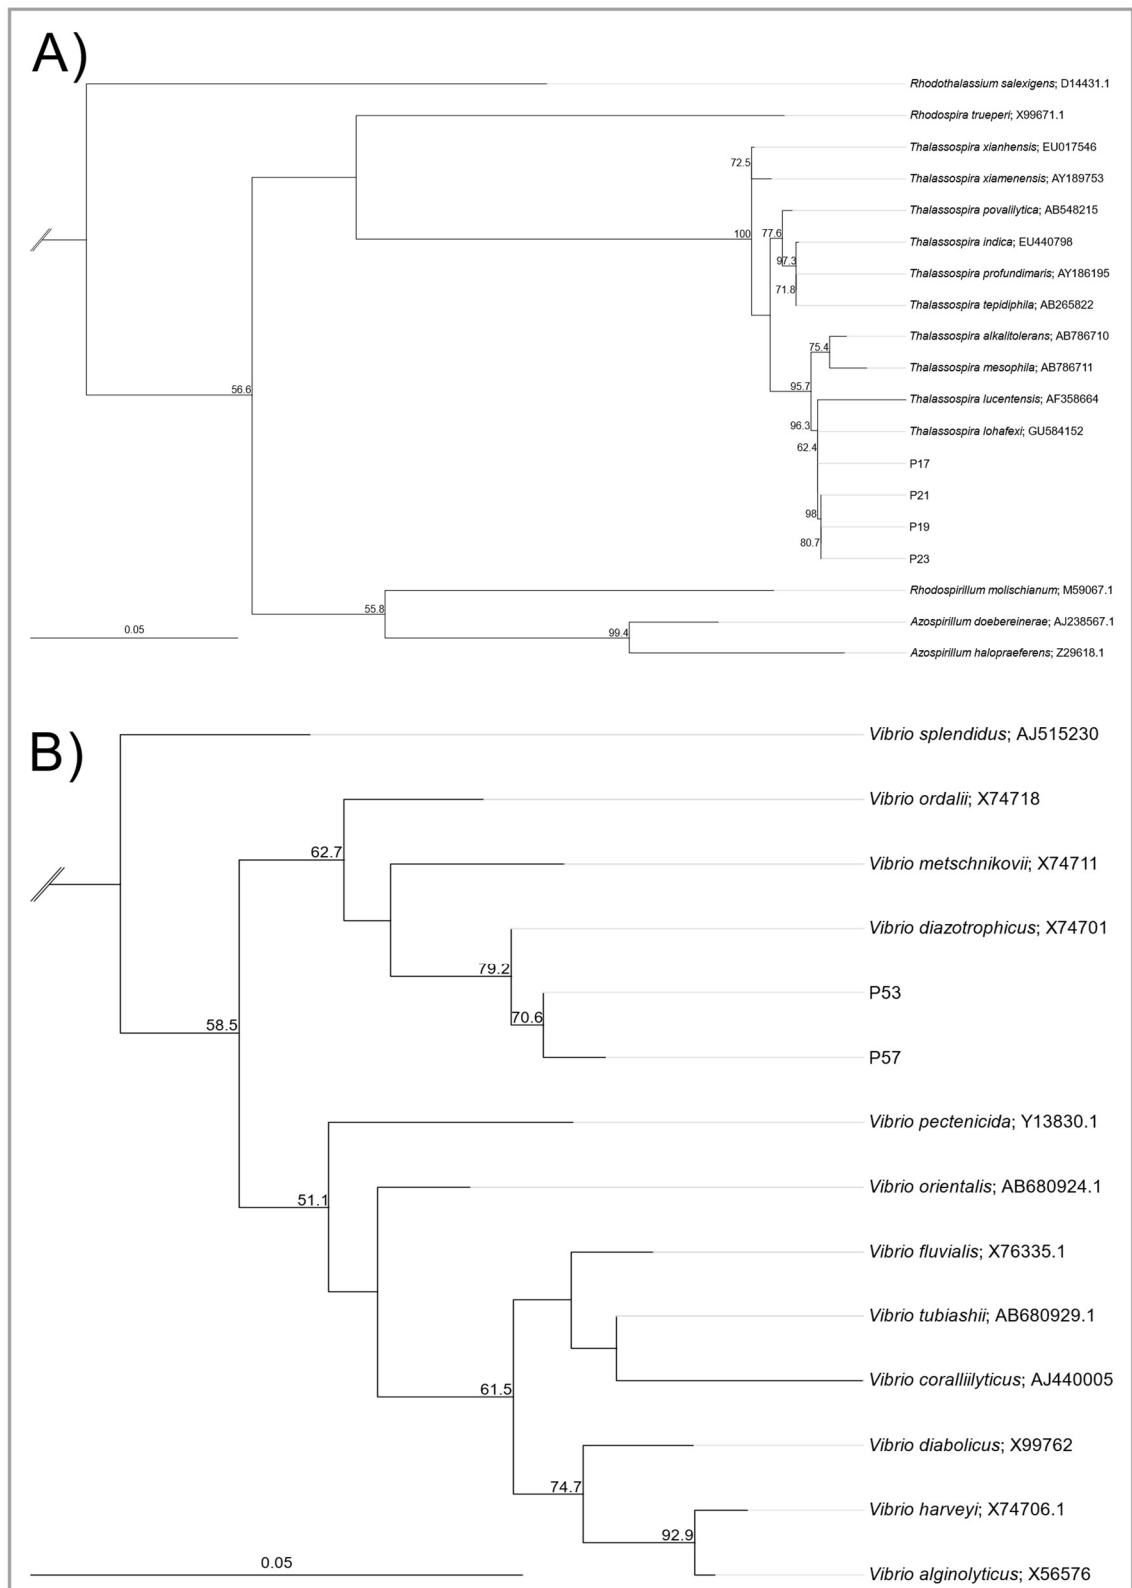 A)
Rhodothalassium salexigens; D14431.1
Rhodospira trueperi; X99671.1
Thalassospira xianhensis; EU017546
72.5
Thalassospira xiamenensis; AY189753
Thalassospira povalilytica; AB548215
100
77.6
Thalassospira indica; EU440798
97.3
Thalassospira profundimaris; AY186195
71.8
Thalassospira tepidiphila; AB265822
Thalassospira alkalitolerans; AB786710
75.4
Thalassospira mesophila; AB786711
56.6
95.7
Thalassospira lucentensis; AF358664
96.3
Thalassospira lohafexi; GU584152
62.4
P17
P21
98
P19
80.7
P23
Rhodospirillum molischianum; M59067.1
55.8
Azospirillum doebereinerae; AJ238567.1
0.05
99.4
Azospirillum halopraeferens; Z29618.1
B)
Vibrio splendidus; AJ515230
Vibrio ordalii; X74718
62.7
Vibrio metschnikovii; X74711
Vibrio diazotrophicus; X74701
79.2
P53
58.5
70.6
P57
Vibrio pectenicida; Y13830.1
Vibrio orientalis; AB680924.1
51.1
Vibrio fluvialis; X76335.1
Vibrio tubiashii; AB680929.1
Vibrio coralliilyticus; AJ440005
61.5
Vibrio diabolicus; X99762
74.7
Vibrio harveyi; X74706.1
92.9
0.05
Vibrio alginolyticus; X56576